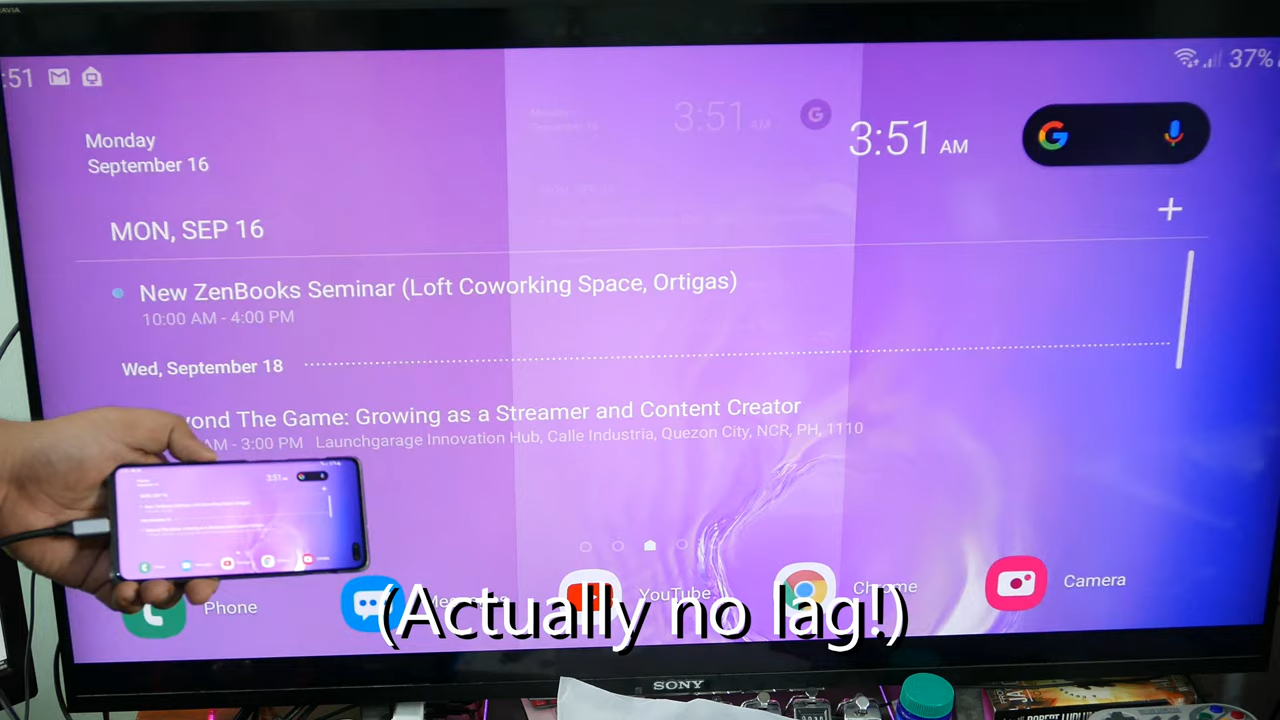 :51
37%
Monday
September 16
3:51 AM
G
MON, SEP 16
+
New ZenBooks Seminar (Loft Coworking Space, Ortigas)
10:00 AM - 4:00 PM
Wed, September 18
yond The Game: Growing as a Streamer and Content Creator
AM - 3:00 PM Launchgarage Innovation Hub, Calle Industria, Quezon City, NCR, PH, 1110
3:51 AM
G
Phone
YouTube
Chrome
Camera
(Actually no lag!)
SONY
ROBERT LUDLUM